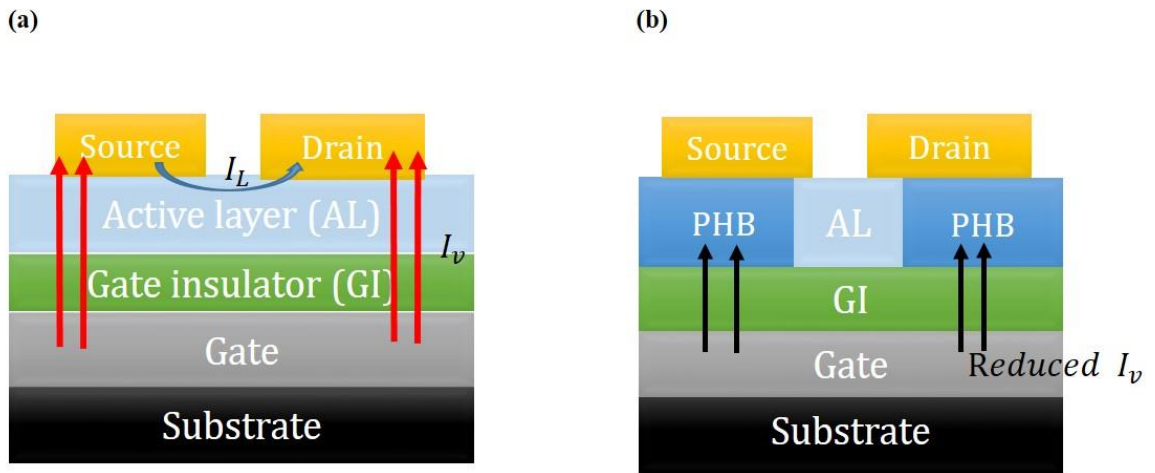 (a)
Source
Drain
I_L
Active layer (AL)
I_v
Gate insulator (GI)
Gate
Substrate
(b)
Source
Drain
PHB
AL
PHB
GI
Gate
Reduced I_v
Substrate